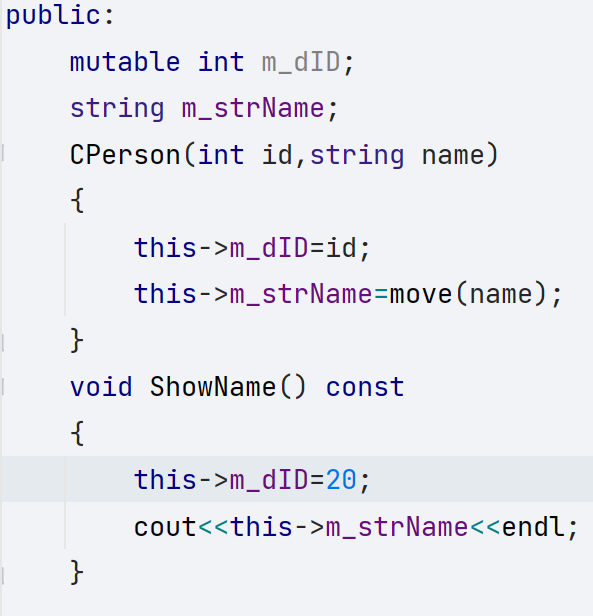 public:
mutable int m_dID;
string m_strName;
CPerson(int id,string name)
{
this->m_dID=id;
this->m_strName=move(name);
}
void ShowName() const
{
this->m_dID=20;
cout<<this->m_strName<<endl;
}